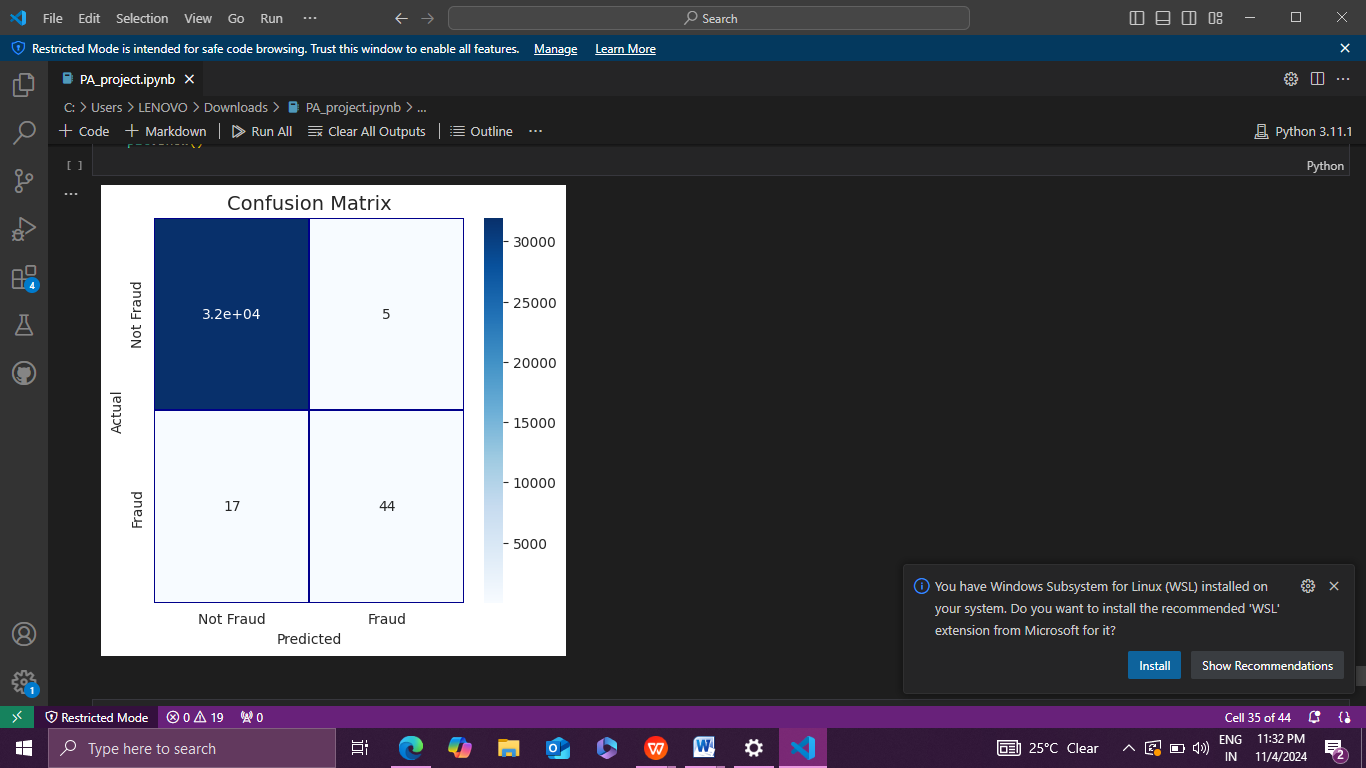 File Edit Selection View Go Run ··· Search
Restricted Mode is intended for safe code browsing. Trust this window to enable all features. Manage Learn More
PA_project.ipynb
C: > Users > LENOVO > Downloads > PA_project.ipynb > ...
+ Code + Markdown | Run All Clear All Outputs | Outline ··· Python 3.11.1
[ ]
Python
...
Confusion Matrix
Not Fraud
Fraud
Actual
3.2e+04 5
17 44
Not Fraud Fraud
Predicted
30000
25000
20000
15000
10000
5000
4
1
You have Windows Subsystem for Linux (WSL) installed on
your system. Do you want to install the recommended 'WSL'
extension from Microsoft for it?
Install Show Recommendations
Restricted Mode 0 19 0 Cell 35 of 44
Type here to search
25°C Clear
ENG
IN
11:32 PM
11/4/2024
2